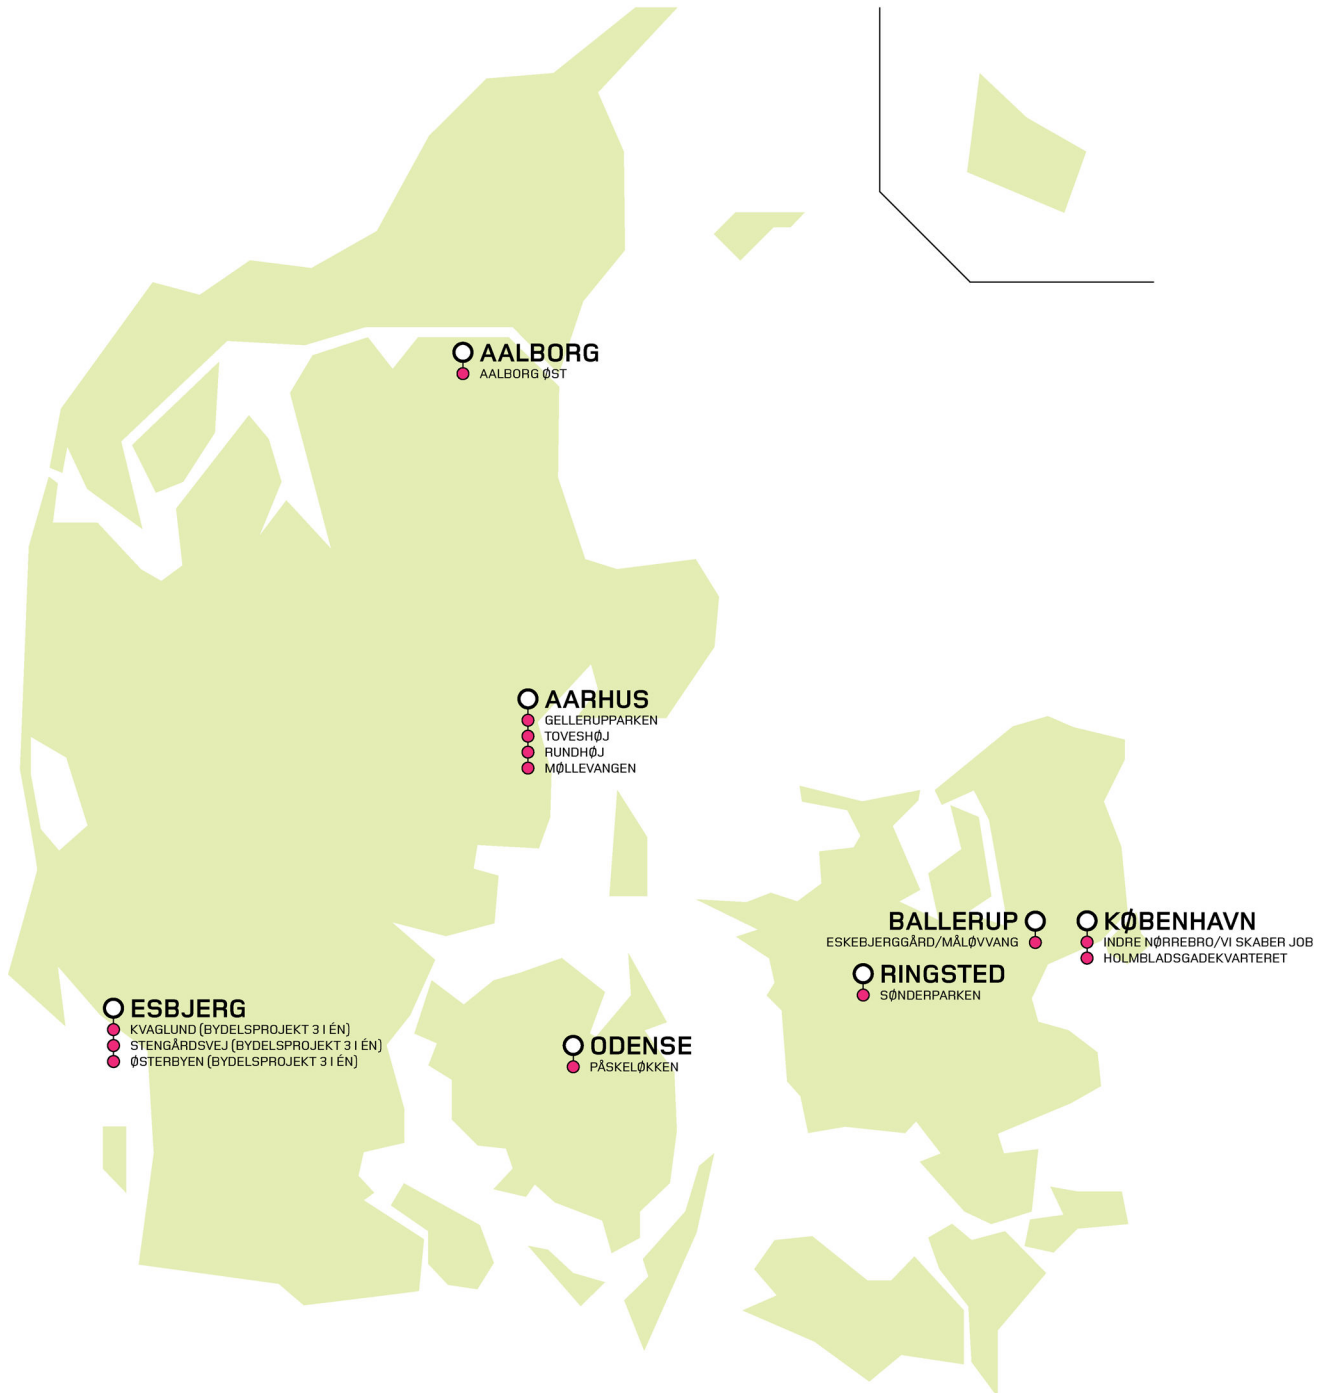 AALBORG
AALBORG ØST
AARHUS
GELLERUPPARKEN
TOVESHØJ
RUNDHØJ
MØLLEVANGEN
BALLERUP
ESKEBJERGGÅRD/MÅLØVVANG
KØBENHAVN
INDRE NØRREBRO/VI SKABER JOB
HOLMBLADSGADEKVARTERET
RINGSTED
SØNDERPARKEN
ESBJERG
KVAGLUND (BYDELSPROJEKT 3 I ÉN)
STENGÅRDSVEJ (BYDELSPROJEKT 3 I ÉN)
ØSTERBYEN (BYDELSPROJEKT 3 I ÉN)
ODENSE
PÅSKELØKKEN